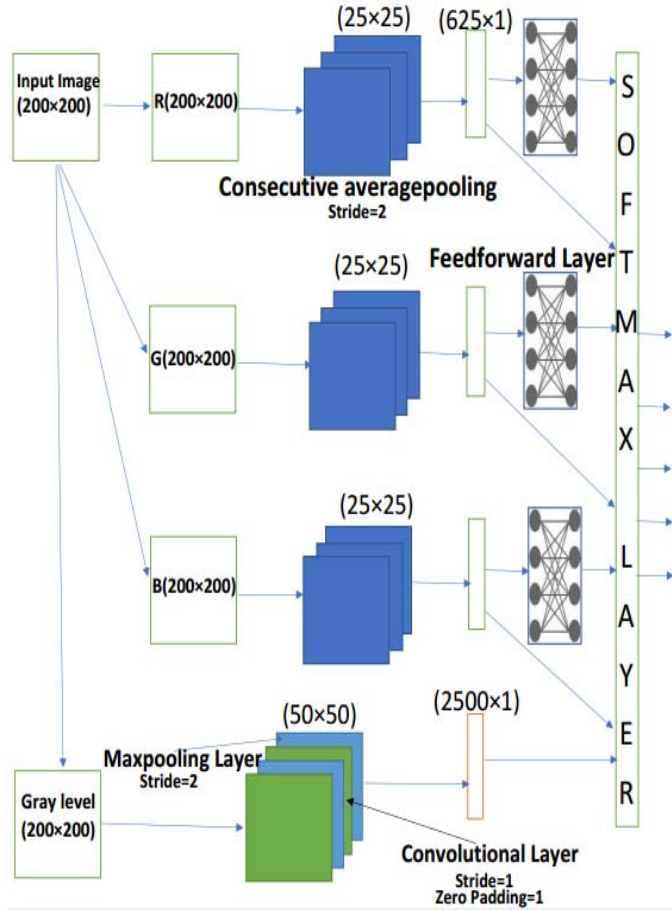 (25×25)
(625×1)
Input Image
(200×200)
R(200×200)
Consecutive averagepooling
Stride=2
(25×25)
Feedforward Layer
G(200×200)
(25×25)
B(200×200)
(50×50)
(2500×1)
Maxpooling Layer
Stride=2
Gray level
(200×200)
Convolutional Layer
Stride=1
Zero Padding=1
S
O
F
T
M
A
X
L
A
Y
E
R